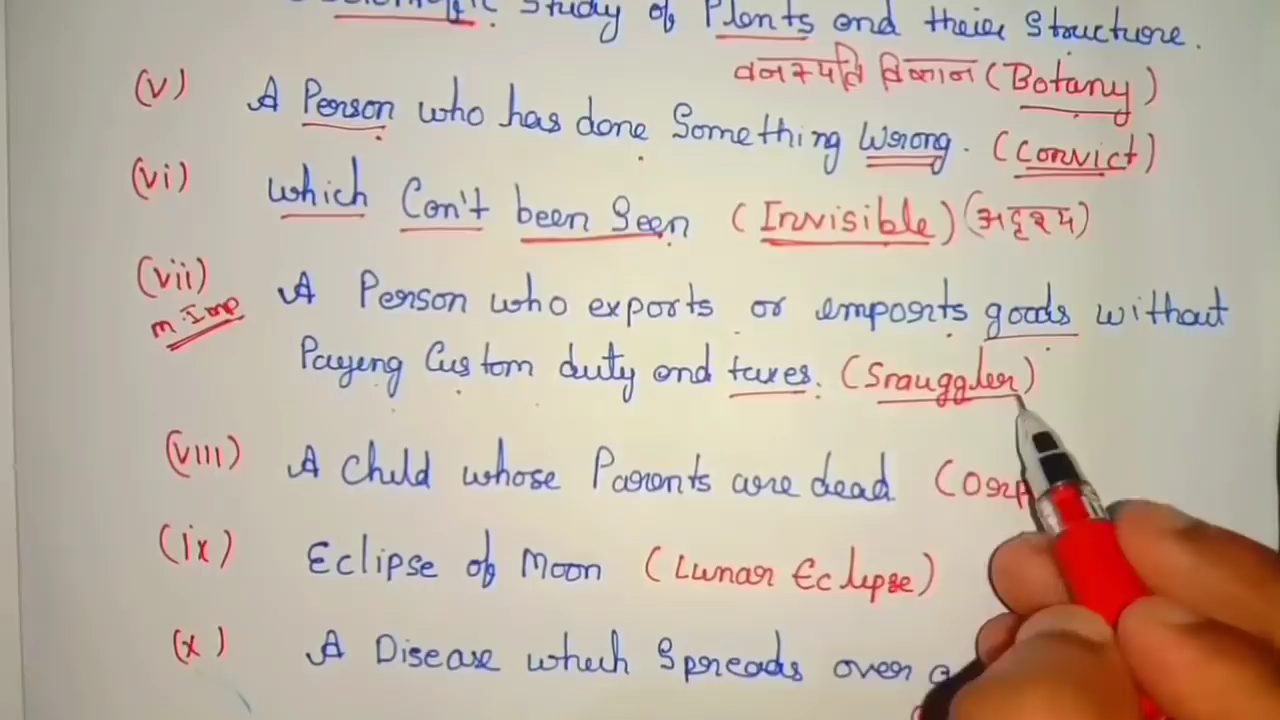 Study of Plants and their Structure.
वनस्पति विज्ञान (Botany)
(v) A Person who has done Something Wrong. (Convict)
(vi) which Can't been Seen (Invisible) (अदृश्य)
(vii) A Person who exports or emports goods without
m. Imp
Payeng Custom duty and taxes. (Smuggler)
(viii) A Child whose Parents are dead (Orp
(ix) Eclipse of Moon (Lunar Eclipse)
(x) A Disease which Spreads over a